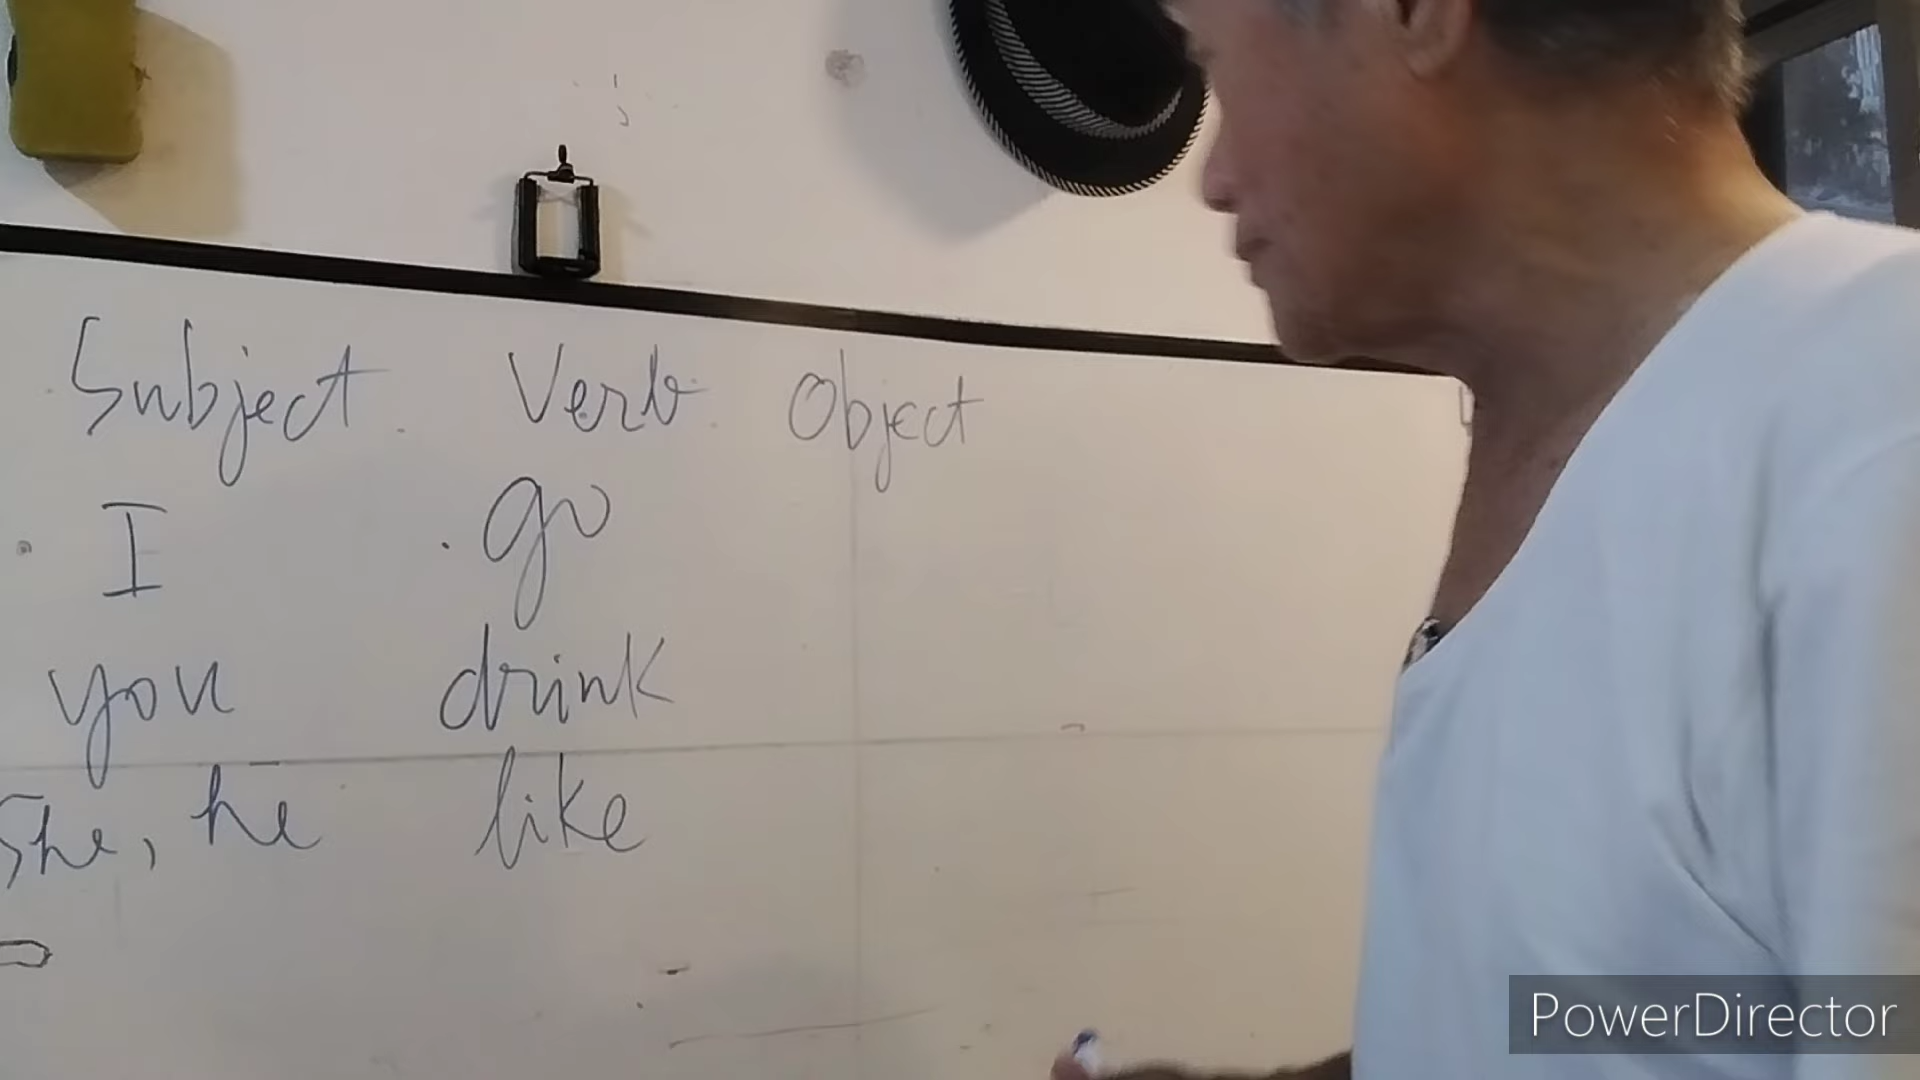 Subject Verb Object
I go
you drink
She, he like
PowerDirector